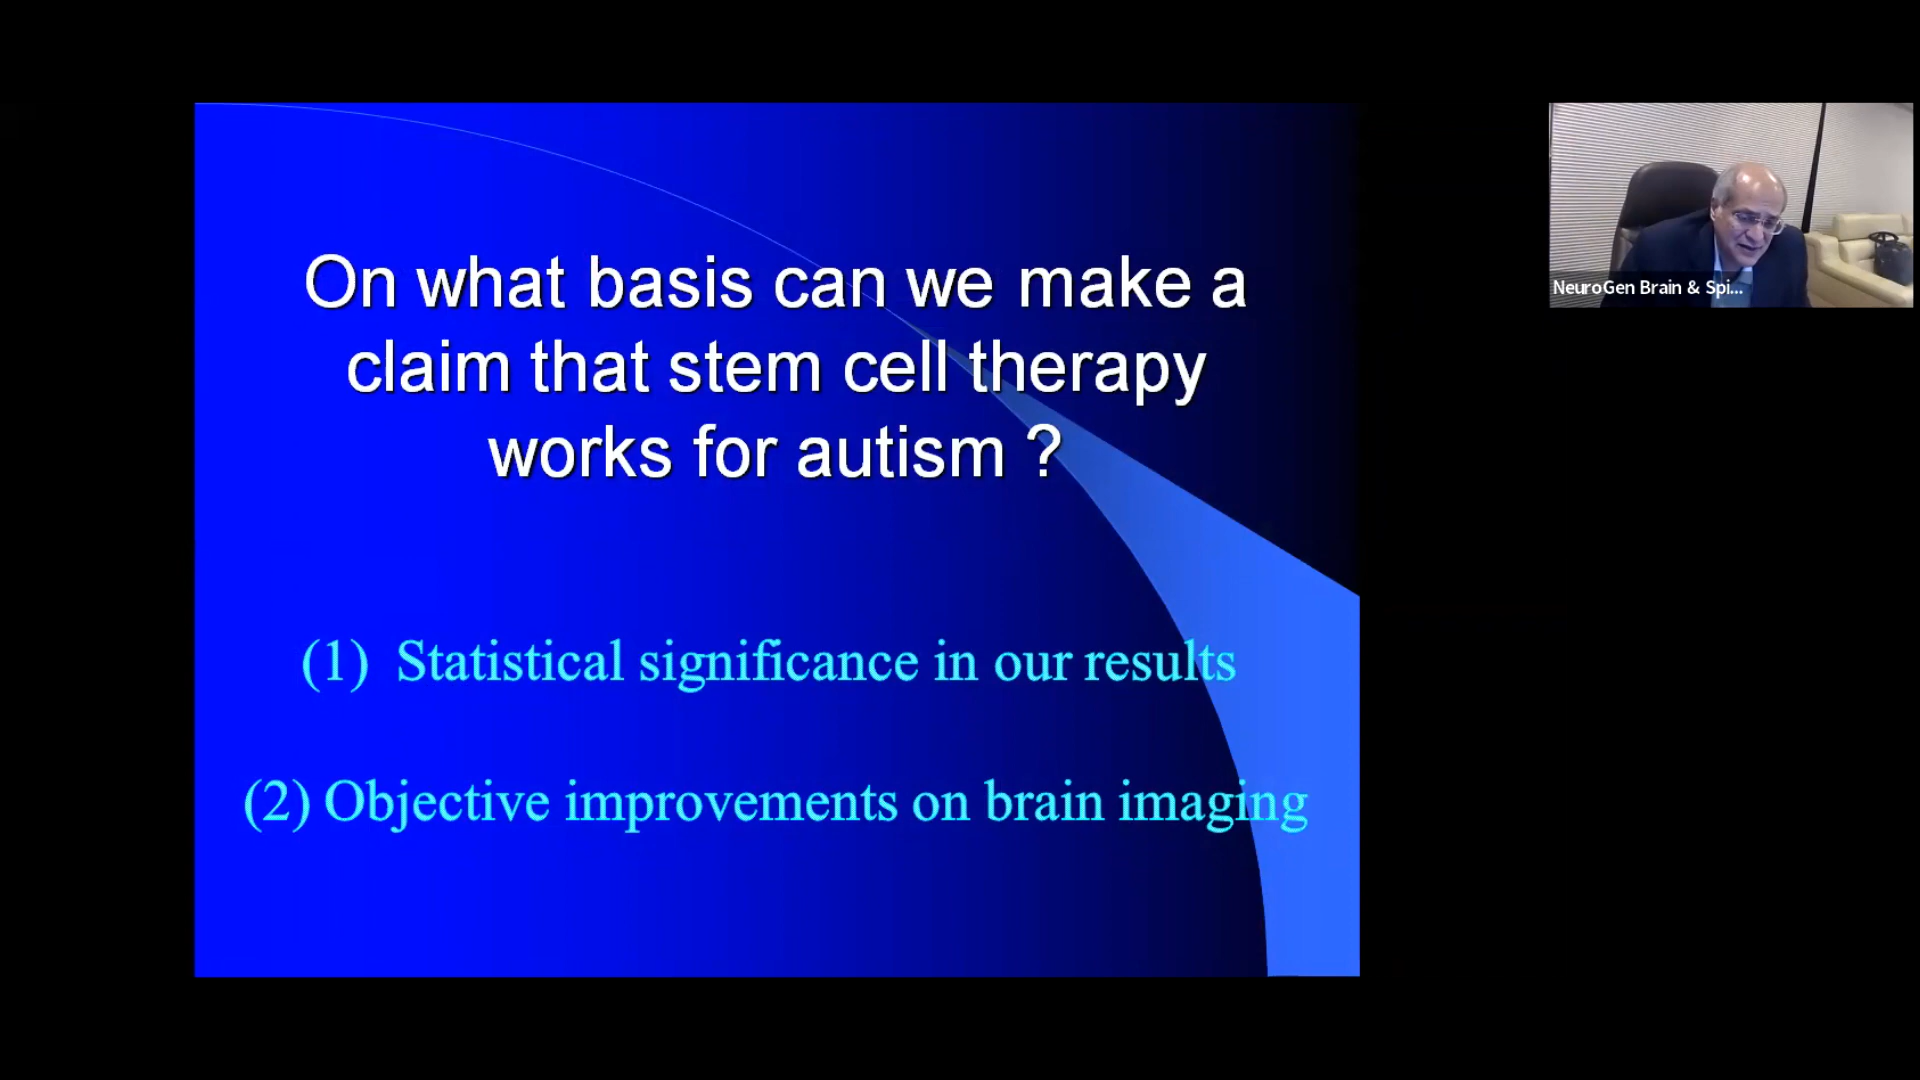 On what basis can we make a
claim that stem cell therapy
works for autism ?
(1) Statistical significance in our results
(2) Objective improvements on brain imaging
NeuroGen Brain & Spi...